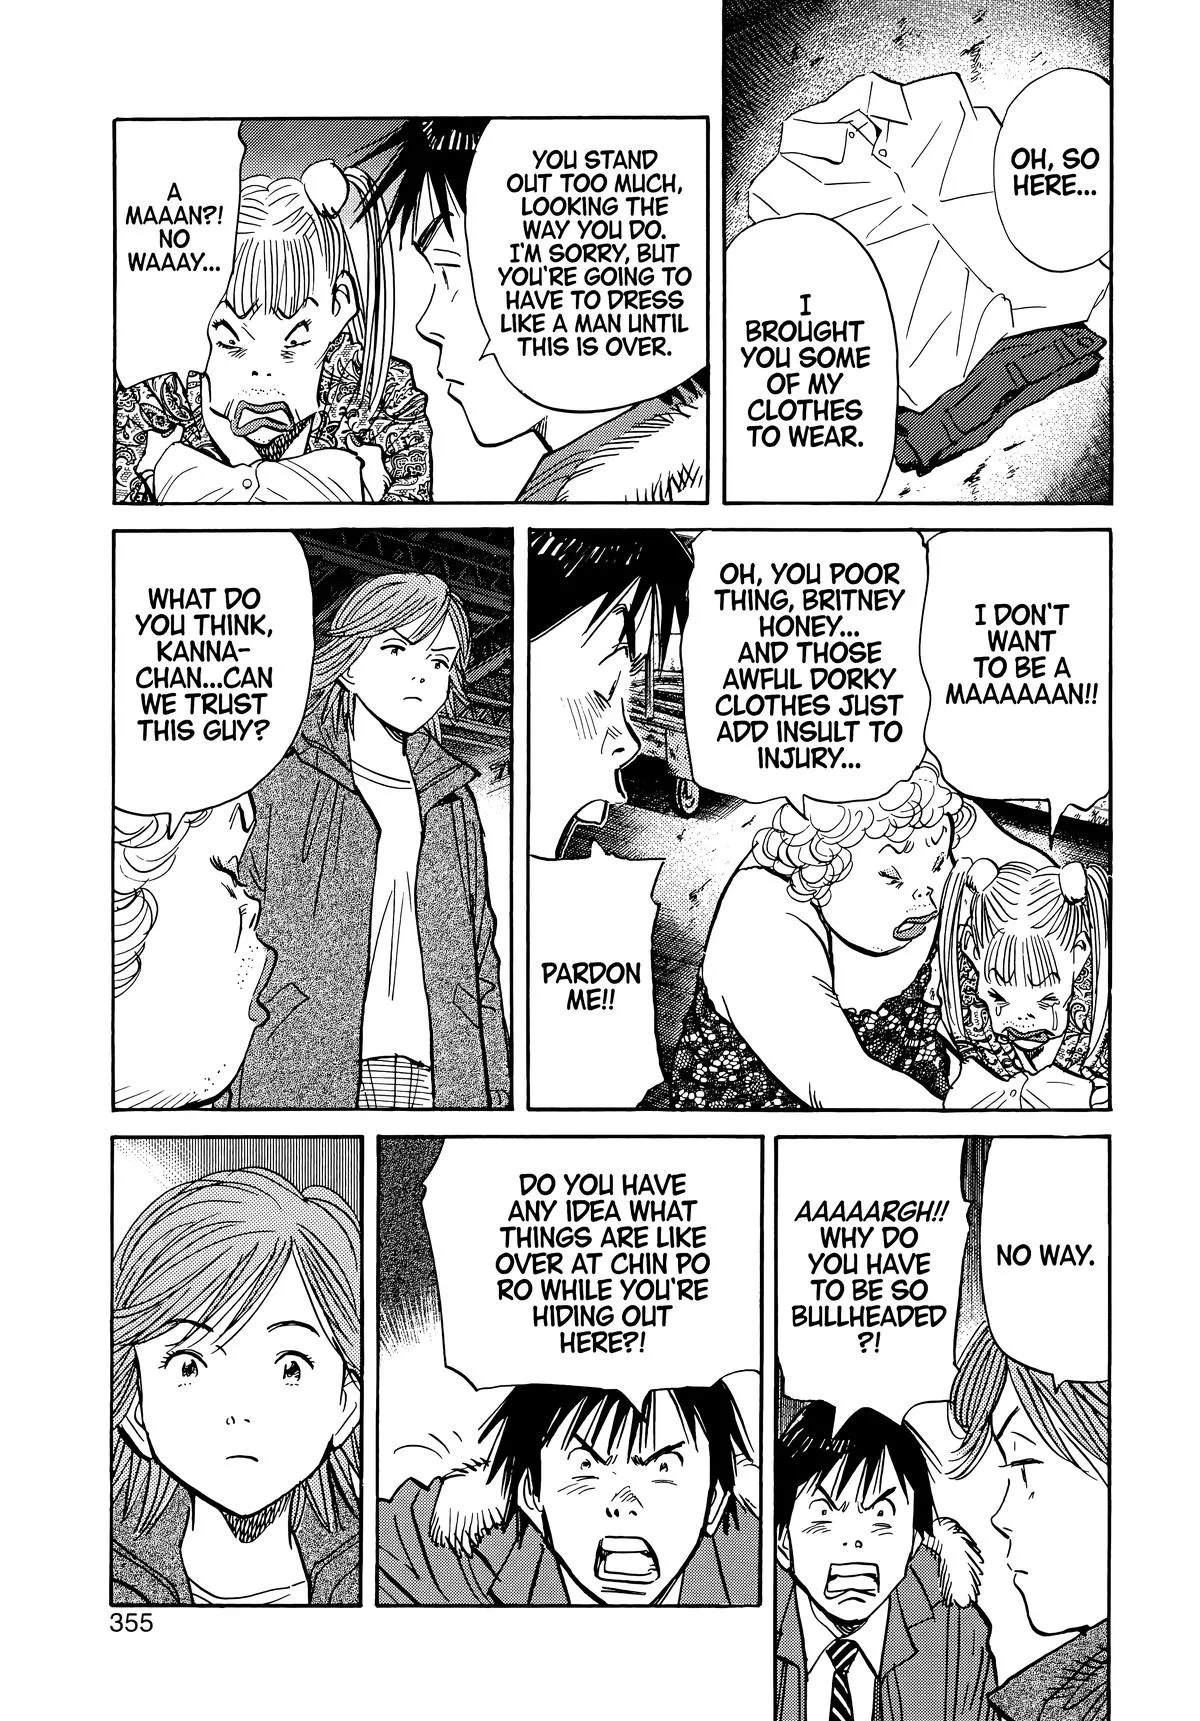 OH, SO
HERE...
I
BROUGHT
YOU SOME
OF MY
CLOTHES
TO WEAR.
YOU STAND
OUT TOO MUCH,
LOOKING THE
WAY YOU DO.
I'M SORRY, BUT
YOU'RE GOING TO
HAVE TO DRESS
LIKE A MAN UNTIL
THIS IS OVER.
A
MAAAN?!
NO
WAAAY...
I DON'T
WANT
TO BE A
MAAAAAAN!!
OH, YOU POOR
THING, BRITNEY
HONEY...
AND THOSE
AWFUL DORKY
CLOTHES JUST
ADD INSULT TO
INJURY...
PARDON
ME!!
WHAT DO
YOU THINK,
KANNA-
CHAN...CAN
WE TRUST
THIS GUY?
NO WAY.
AAAAARGH!!
WHY DO
YOU HAVE
TO BE SO
BULLHEADED
?!
DO YOU HAVE
ANY IDEA WHAT
THINGS ARE LIKE
OVER AT CHIN PO
RO WHILE YOU'RE
HIDING OUT
HERE?!
355